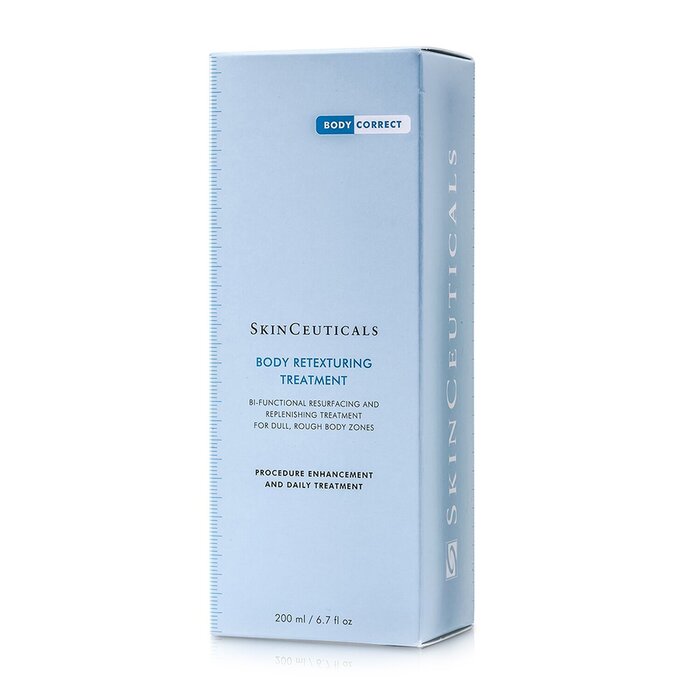 BODY CORRECT
SKINCEUTICALS
BODY RETEXTURING
TREATMENT
BI-FUNCTIONAL RESURFACING AND
REPLENISHING TREATMENT
FOR DULL, ROUGH BODY ZONES
PROCEDURE ENHANCEMENT
AND DAILY TREATMENT
200 ml / 6.7 fl oz
SKINCEUTICALS